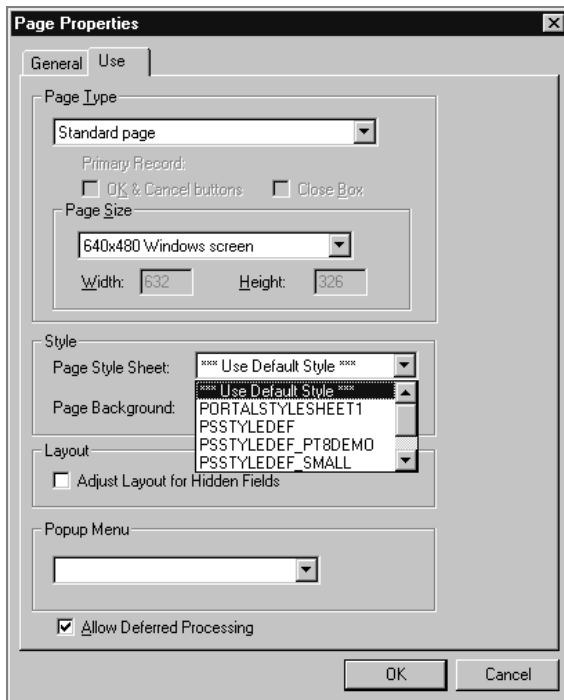 Page Properties
General Use
Page Type
Standard page
Primary Record:
OK & Cancel buttons Close Box
Page Size
640x480 Windows screen
Width: 632 Height: 326
Style
Page Style Sheet: *** Use Default Style ***
*** Use Default Style ***
Page Background: PORTALSTYLESHEET1
PSSTYLEDEF
PSSTYLEDEF_PT8DEMO
PSSTYLEDEF_SMALL
Layout
Adjust Layout for Hidden Fields
Popup Menu
Allow Deferred Processing
OK Cancel